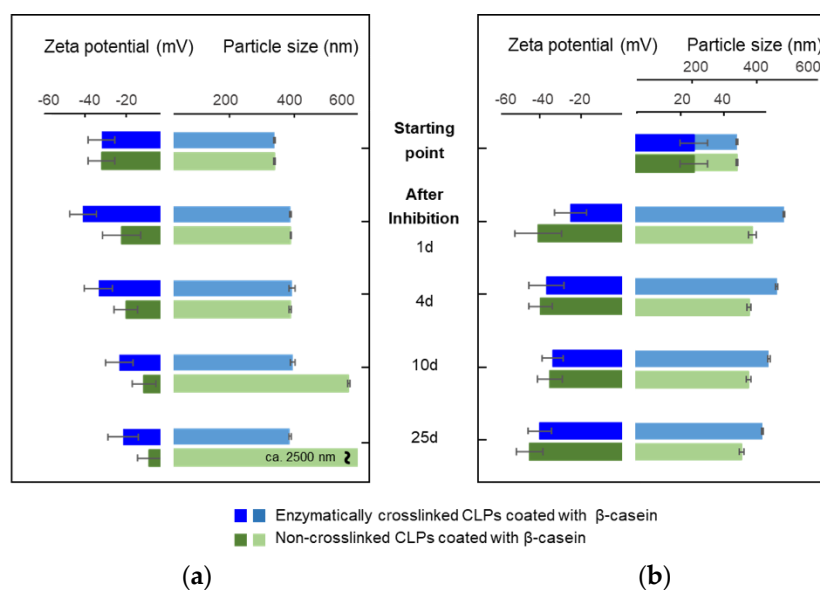 Zeta potential (mV) Particle size (nm)
-60 -40 -20 200 400 600
Starting
point
After
Inhibition
1d
4d
10d
25d
ca. 2500 nm ~
Zeta potential (mV) Particle size (nm)
200 400 600
-60 -40 -20 20 40
Enzymatically crosslinked CLPs coated with β-casein
Non-crosslinked CLPs coated with β-casein
(a) (b)